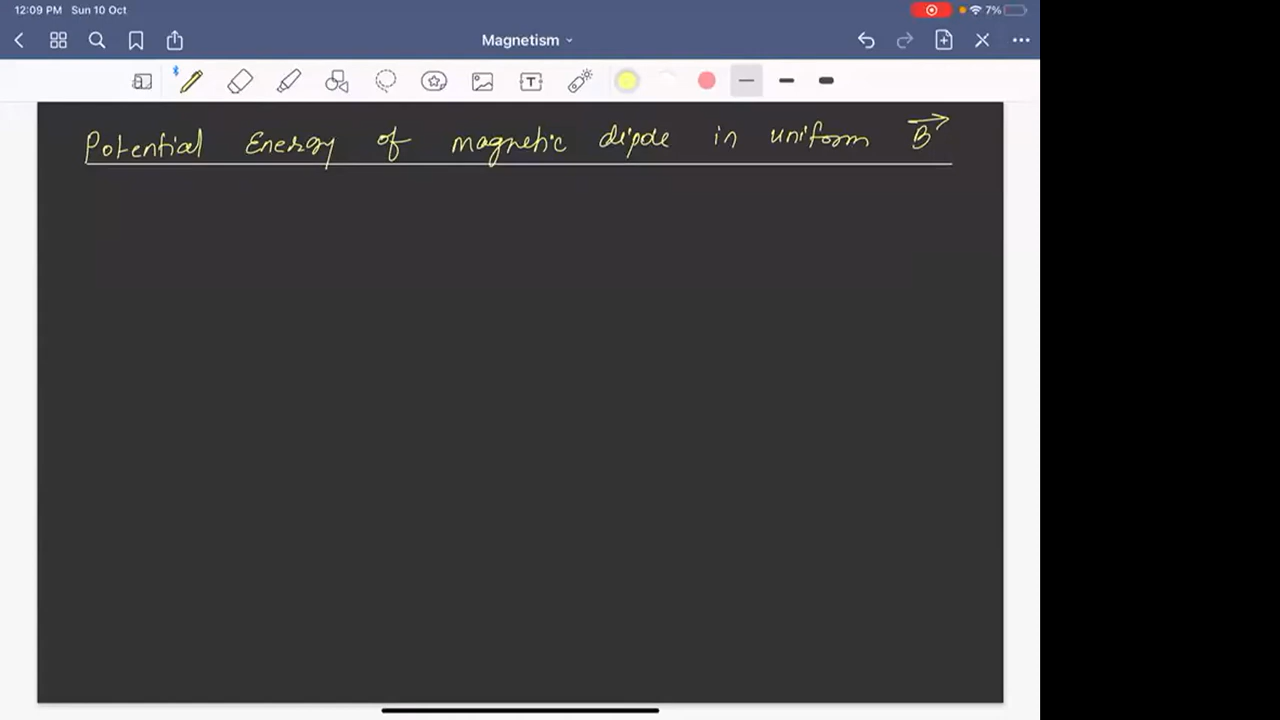 12:09 PM Sun 10 Oct 7%
Magnetism
T
Potential Energy of magnetic dipole in uniform B→